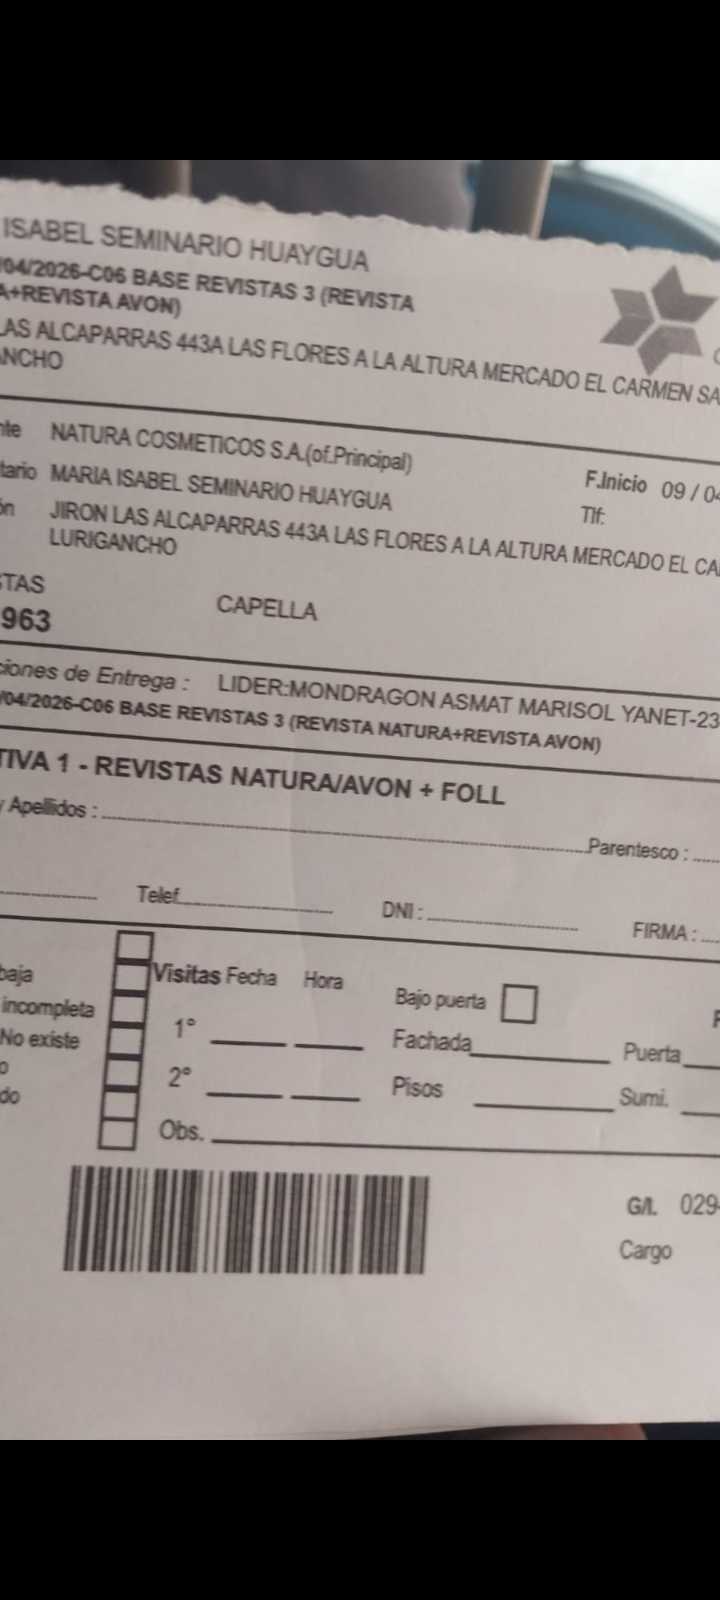 ISABEL SEMINARIO HUAYGUA
/04/2026-C06 BASE REVISTAS 3 (REVISTA
A+REVISTA AVON)
LAS ALCAPARRAS 443A LAS FLORES A LA ALTURA MERCADO EL CARMEN SA
ANCHO
nte NATURA COSMETICOS S.A.(of.Principal)
F.Inicio 09 / 04
tario MARIA ISABEL SEMINARIO HUAYGUA
Tlf:
ón JIRON LAS ALCAPARRAS 443A LAS FLORES A LA ALTURA MERCADO EL CA
LURIGANCHO
STAS
CAPELLA
963
ciones de Entrega : LIDER:MONDRAGON ASMAT MARISOL YANET-23
/04/2026-C06 BASE REVISTAS 3 (REVISTA NATURA+REVISTA AVON)
TIVA 1 - REVISTAS NATURA/AVON + FOLL
y Apellidos :
Parentesco :
Telef.
DNI :
FIRMA :
baja
Visitas Fecha Hora
Bajo puerta
incompleta
1°
Fachada
Puerta
No existe
o
2°
Pisos
Sumi.
do
Obs.
G/I. 029-
Cargo